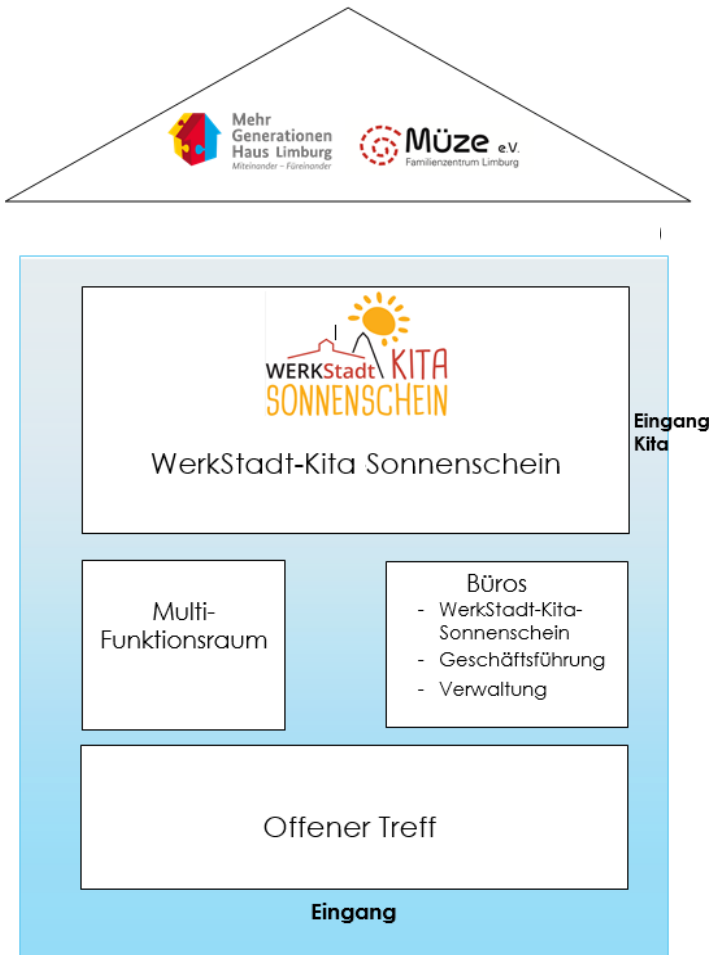 Mehr
Generationen
Haus Limburg
Miteinander – Füreinander
Müze e.V.
Familienzentrum Limburg
WERKStadt KITA
SONNENSCHEIN
WerkStadt-Kita Sonnenschein
Eingang
Kita
Multi-
Funktionsraum
Büros
- WerkStadt-Kita-
Sonnenschein
- Geschäftsführung
- Verwaltung
Offener Treff
Eingang